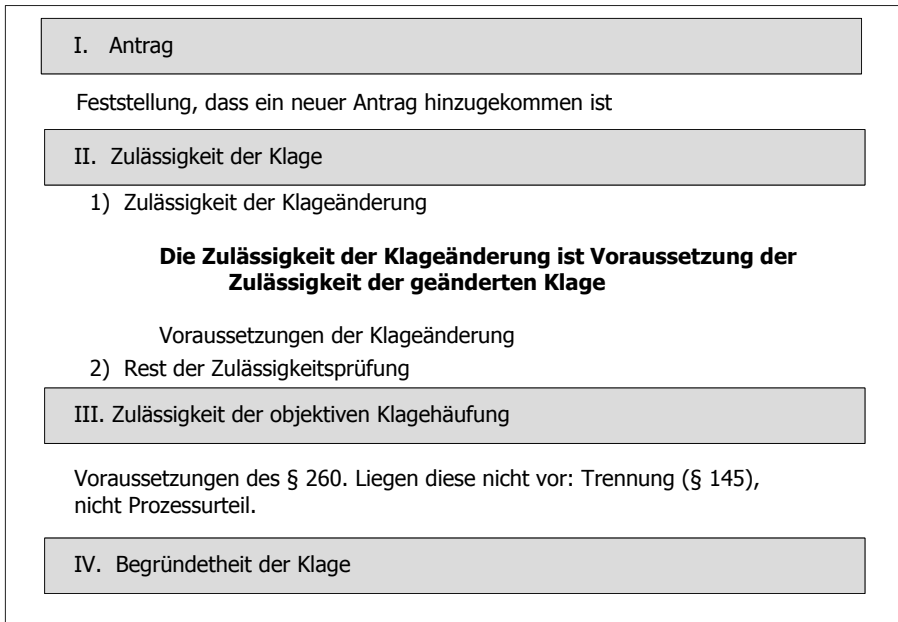 I. Antrag
Feststellung, dass ein neuer Antrag hinzugekommen ist
II. Zulässigkeit der Klage
1) Zulässigkeit der Klageänderung
Die Zulässigkeit der Klageänderung ist Voraussetzung der
Zulässigkeit der geänderten Klage
Voraussetzungen der Klageänderung
2) Rest der Zulässigkeitsprüfung
III. Zulässigkeit der objektiven Klagehäufung
Voraussetzungen des § 260. Liegen diese nicht vor: Trennung (§ 145),
nicht Prozessurteil.
IV. Begründetheit der Klage